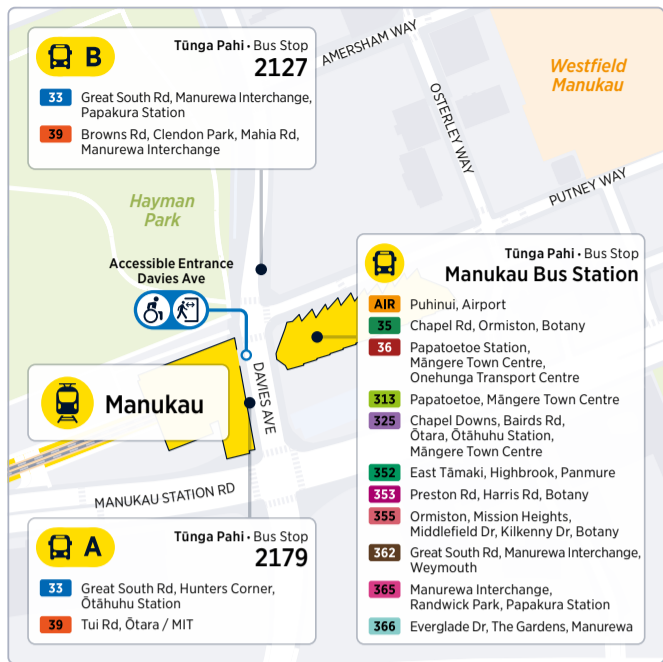 B
Tūnga Pahi • Bus Stop
2127
33 Great South Rd, Manurewa Interchange,
Papakura Station
39 Browns Rd, Clendon Park, Mahia Rd,
Manurewa Interchange
AMERSHAM WAY
OSTERLEY WAY
Westfield
Manukau
PUTNEY WAY
Hayman
Park
Accessible Entrance
Davies Ave
DAVIES AVE
Manukau
MANUKAU STATION RD
A
Tūnga Pahi • Bus Stop
2179
33 Great South Rd, Hunters Corner,
Ōtāhuhu Station
39 Tui Rd, Ōtara / MIT
Tūnga Pahi • Bus Stop
Manukau Bus Station
AIR Puhinui, Airport
35 Chapel Rd, Ormiston, Botany
36 Papatoetoe Station,
Māngere Town Centre,
Onehunga Transport Centre
313 Papatoetoe, Māngere Town Centre
325 Chapel Downs, Bairds Rd,
Ōtara, Ōtāhuhu Station,
Māngere Town Centre
352 East Tāmaki, Highbrook, Panmure
353 Preston Rd, Harris Rd, Botany
355 Ormiston, Mission Heights,
Middlefield Dr, Kilkenny Dr, Botany
362 Great South Rd, Manurewa Interchange,
Weymouth
365 Manurewa Interchange,
Randwick Park, Papakura Station
366 Everglade Dr, The Gardens, Manurewa